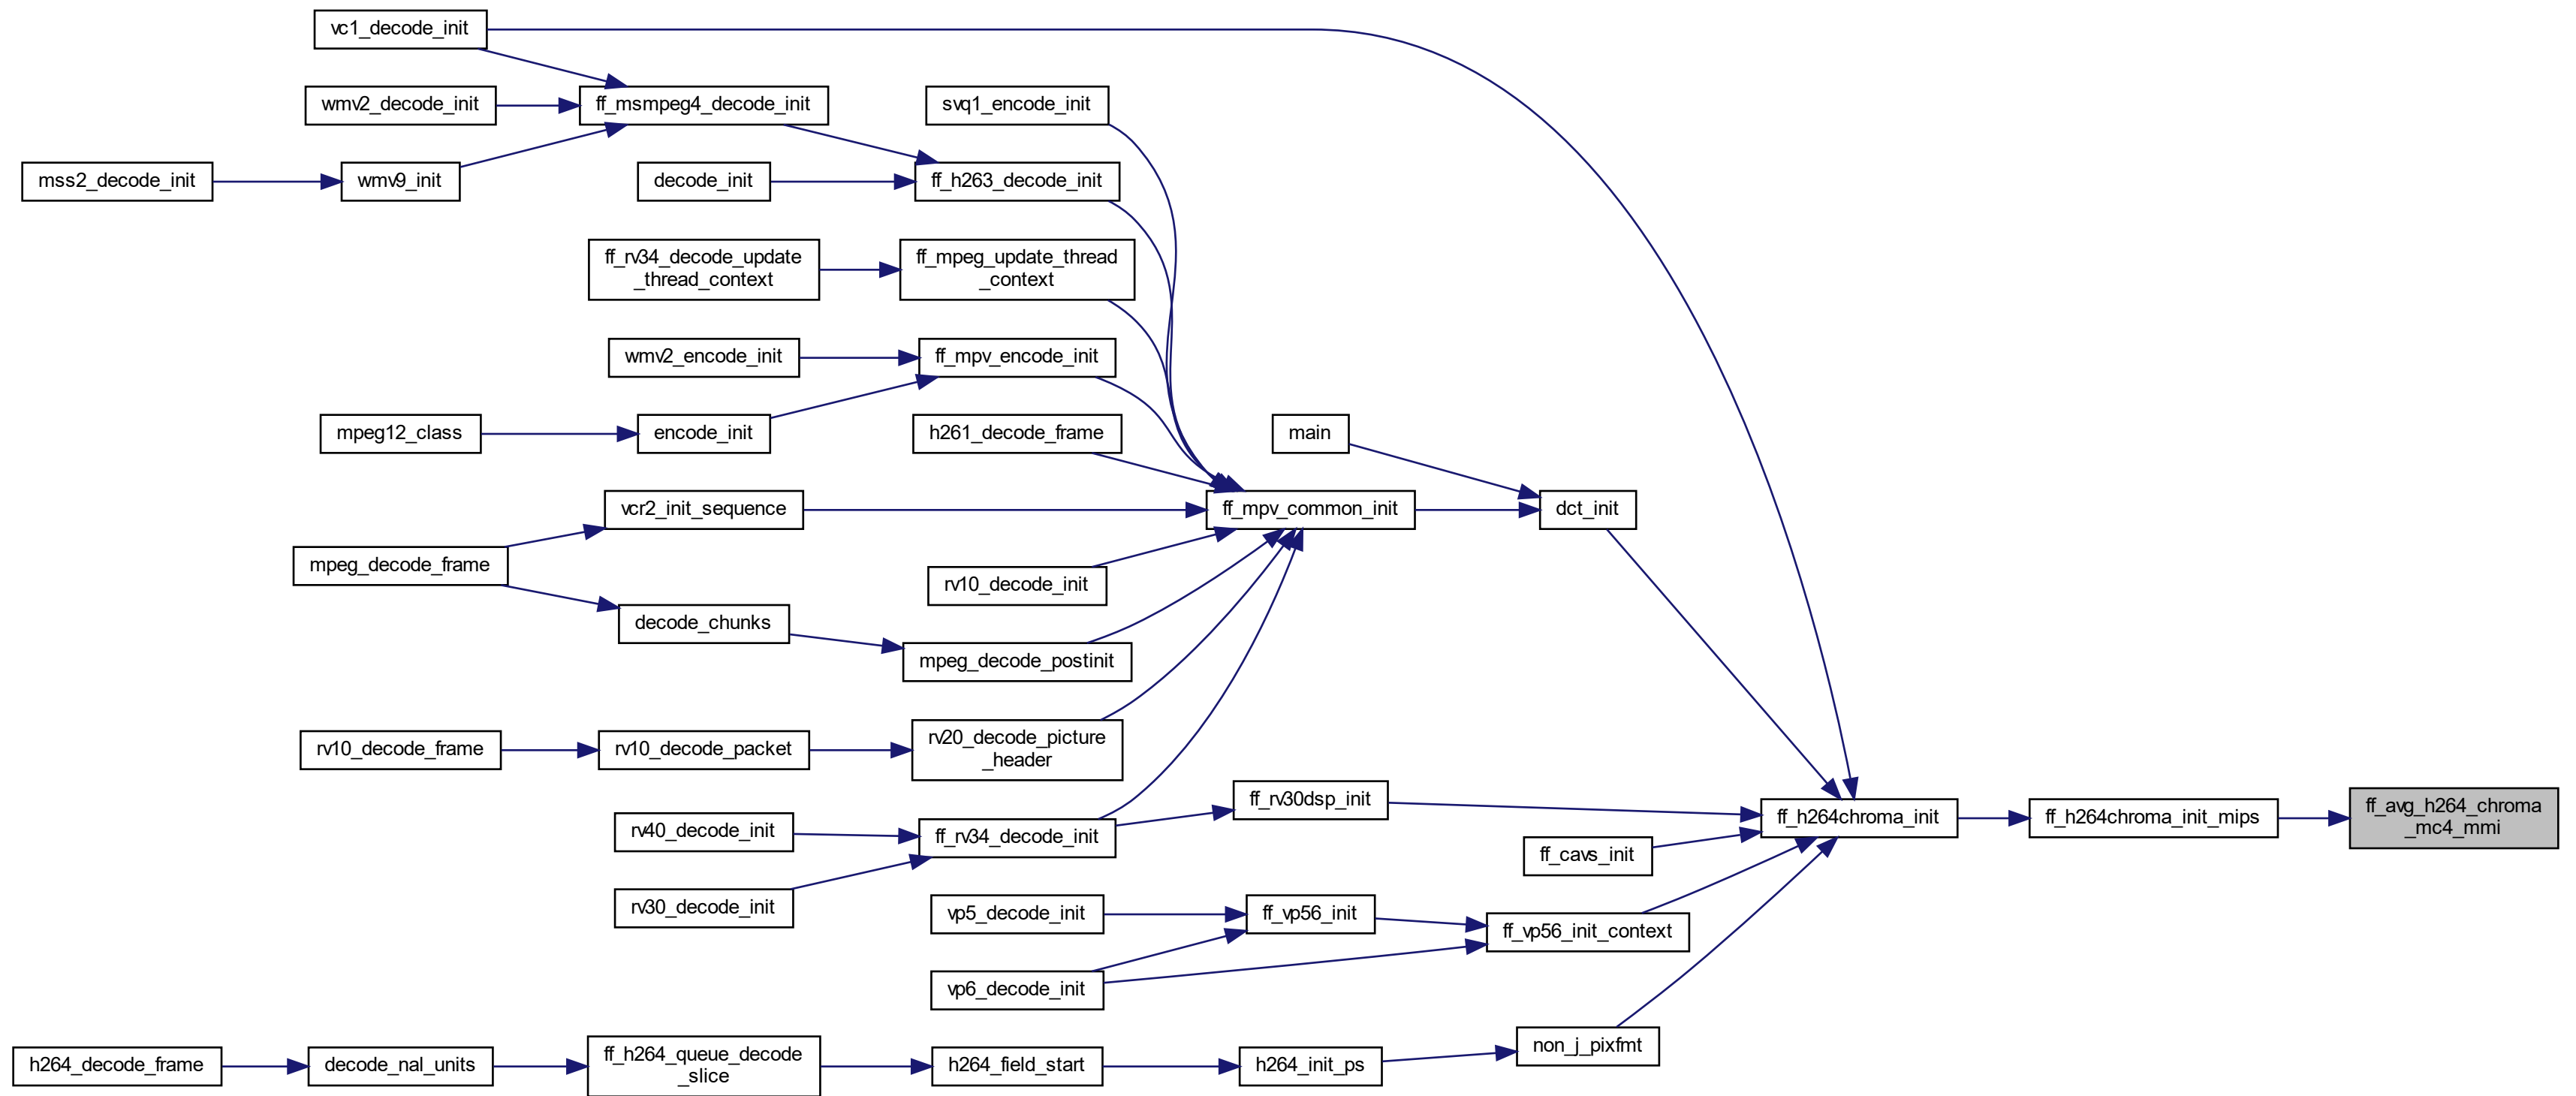 vc1_decode_init
wmv2_decode_init
ff_msmpeg4_decode_init
svq1_encode_init
mss2_decode_init
wmv9_init
decode_init
ff_h263_decode_init
ff_rv34_decode_update
_thread_context
ff_mpeg_update_thread
_context
wmv2_encode_init
ff_mpv_encode_init
mpeg12_class
encode_init
h261_decode_frame
main
vcr2_init_sequence
ff_mpv_common_init
dct_init
mpeg_decode_frame
rv10_decode_init
decode_chunks
mpeg_decode_postinit
rv10_decode_frame
rv10_decode_packet
rv20_decode_picture
_header
ff_rv30dsp_init
rv40_decode_init
ff_rv34_decode_init
ff_h264chroma_init
ff_h264chroma_init_mips
ff_avg_h264_chroma
_mc4_mmi
ff_cavs_init
rv30_decode_init
vp5_decode_init
ff_vp56_init
ff_vp56_init_context
vp6_decode_init
non_j_pixfmt
h264_decode_frame
decode_nal_units
ff_h264_queue_decode
_slice
h264_field_start
h264_init_ps